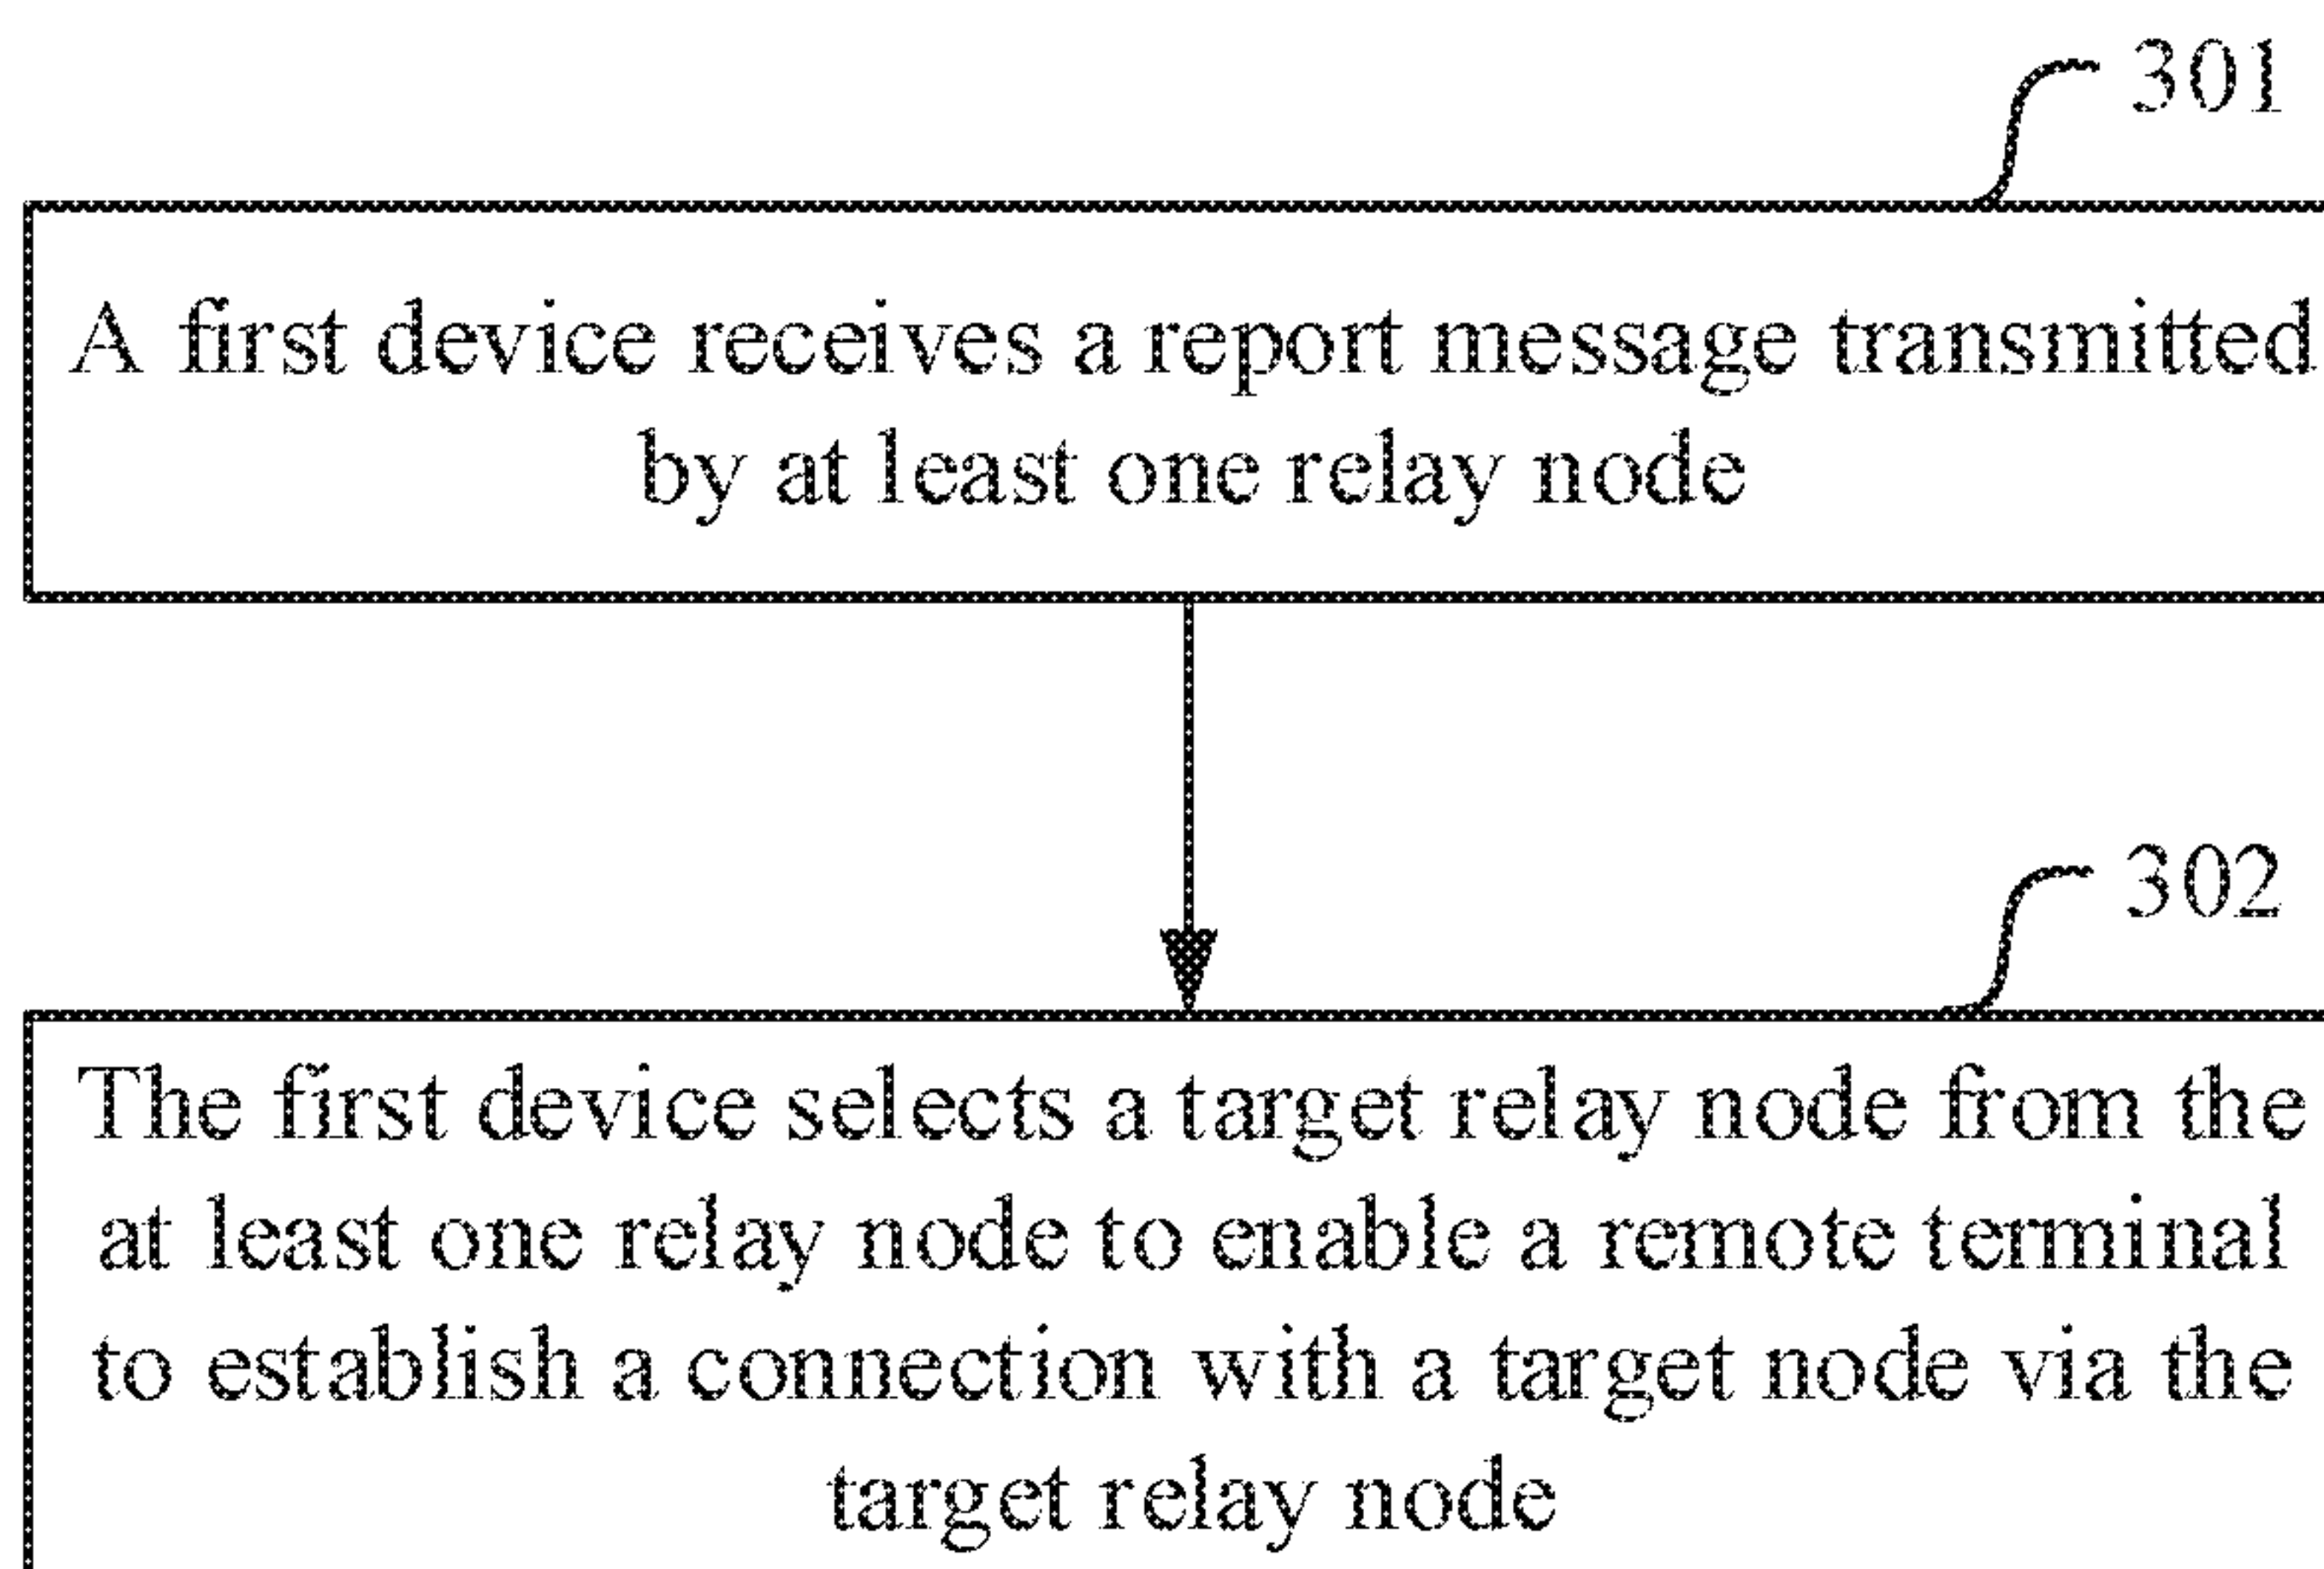 301
A first device receives a report message transmitted
by at least one relay node
302
The first device selects a target relay node from the
at least one relay node to enable a remote terminal
to establish a connection with a target node via the
target relay node